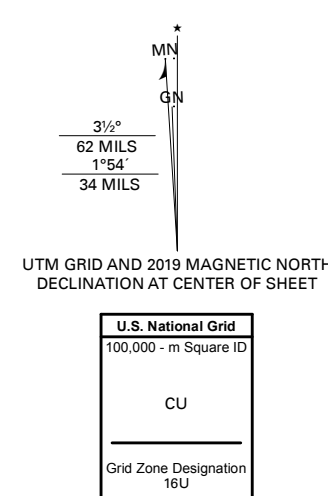 ★
MN
GN
3½°
62 MILS
1°54´
34 MILS
UTM GRID AND 2019 MAGNETIC NORTH
DECLINATION AT CENTER OF SHEET
U.S. National Grid
100,000 - m Square ID
CU
Grid Zone Designation
16U